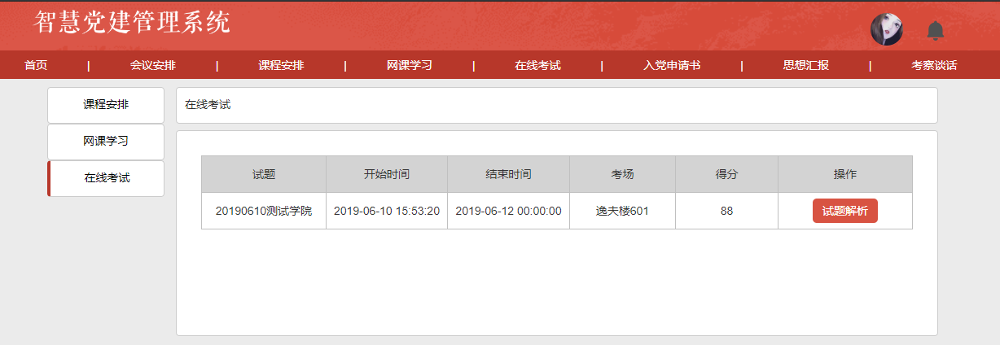 智慧党建管理系统
首页 | 会议安排 | 课程安排 | 网课学习 | 在线考试 | 入党申请书 | 思想汇报 | 考察谈话
课程安排
网课学习
在线考试
在线考试
试题 开始时间 结束时间 考场 得分 操作
20190610测试学院 2019-06-10 15:53:20 2019-06-12 00:00:00 逸夫楼601 88 试题解析